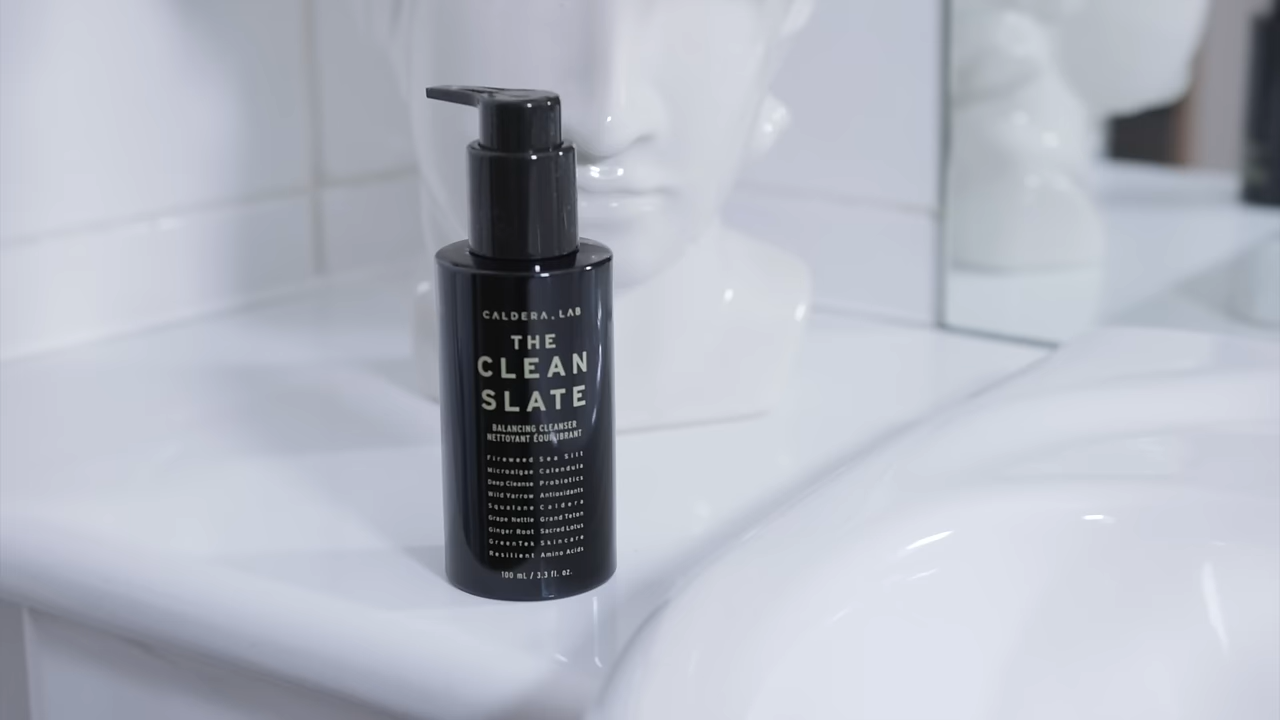 CALDERA.LAB
THE
CLEAN
SLATE
BALANCING CLEANSER
NETTOYANT ÉQUILIBRANT
Fireweed Sea Silt
Microalgae Calendula
Deep Cleanse Probiotics
Wild Yarrow Antioxidants
Squalane Caldera
Grape Nettle Grand Teton
Ginger Root Sacred Lotus
GreenTek Skincare
Resilient Amino Acids
100 mL / 3.3 fl. oz.